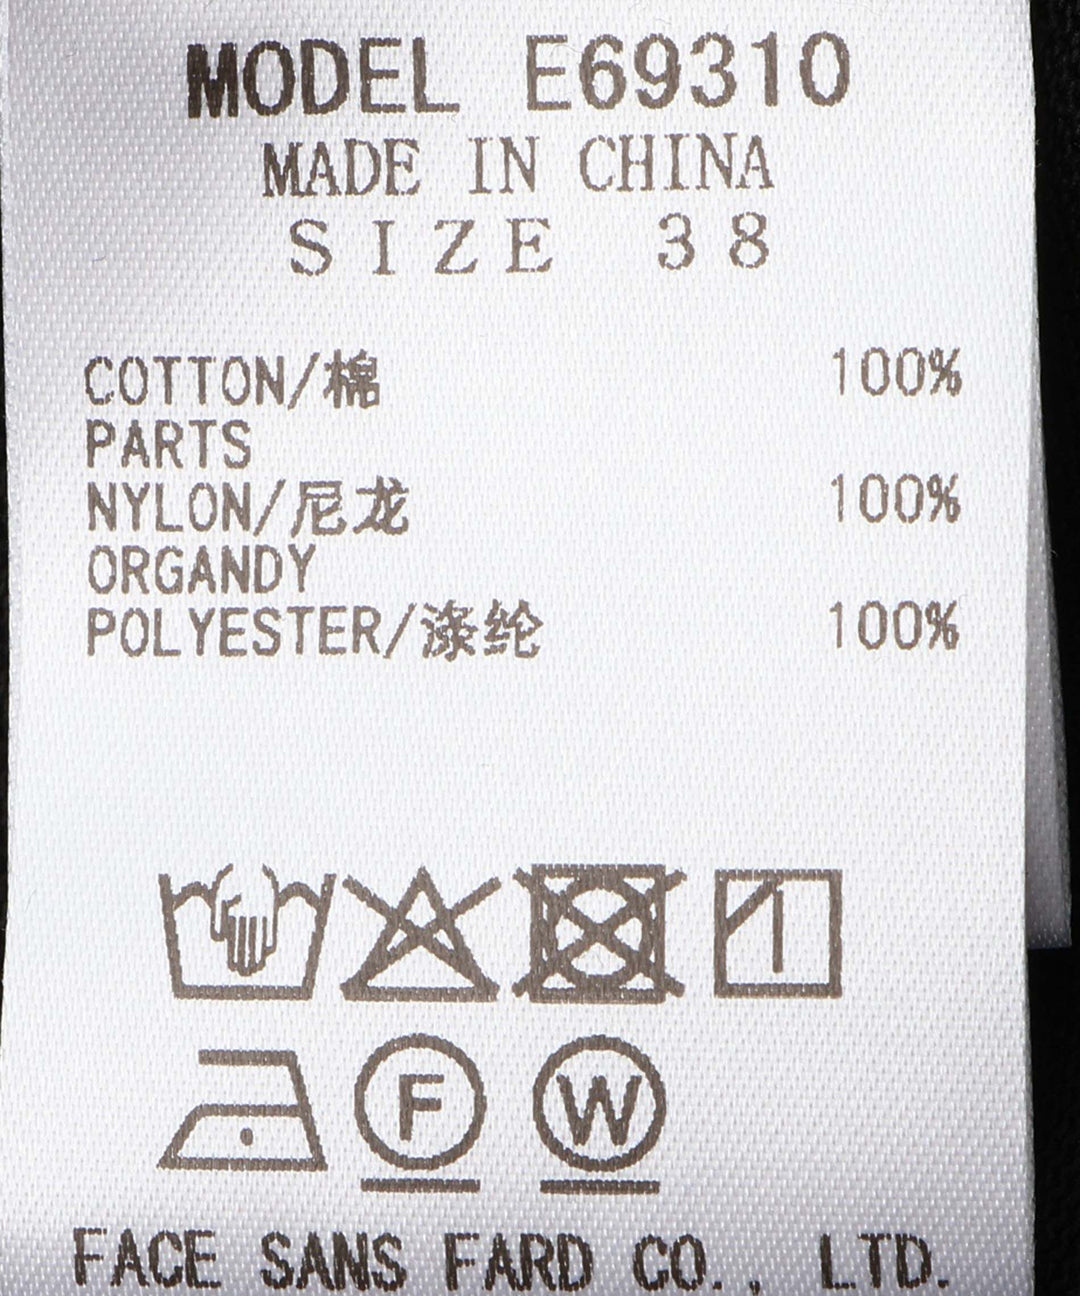 MODEL E69310
MADE IN CHINA
SIZE 38
COTTON/棉 100%
PARTS
NYLON/尼龙 100%
ORGANDY
POLYESTER/涤纶 100%
F W
FACE SANS FARD CO., LTD.